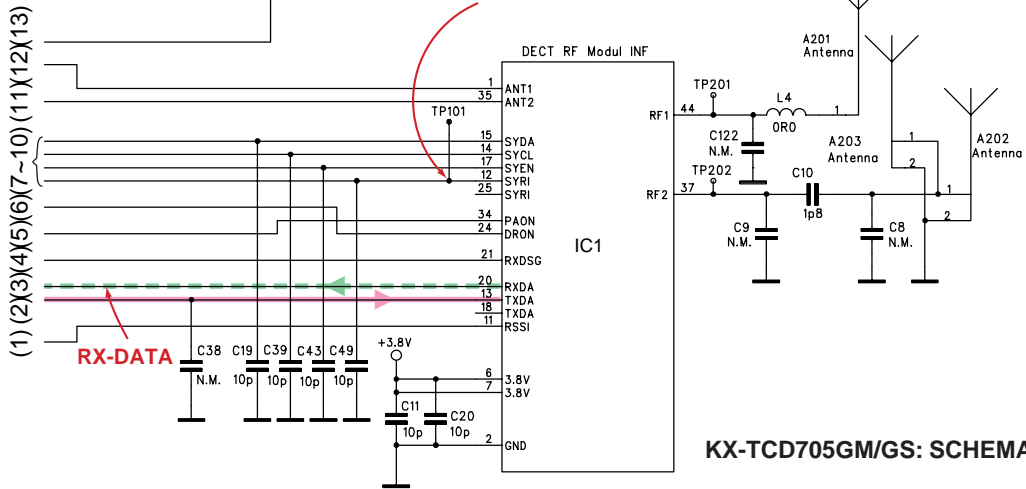 (1) (2)(3)(4)(5)(6)(7~10) (11)(12)(13)
DECT RF Modul INF
A201
Antenna
1 ANT1
35 ANT2
TP101
15 SYDA
14 SYCL
17 SYEN
12 SYRI
25 SYRI
34 PAON
24 DRON
21 RXDSG
20 RXDA
13 TXDA
18 TXDA
11 RSSI
6 3.8V
7 3.8V
2 GND
IC1
RF1 44
RF2 37
TP201
L4
0R0
1
C122
N.M.
A203
Antenna
1
2
A202
Antenna
TP202
C10
1p8
1
2
C9
N.M.
C8
N.M.
RX-DATA
C38
N.M.
C19
10p
C39
10p
C43
10p
C49
10p
+3.8V
C11
10p
C20
10p
KX-TCD705GM/GS: SCHEMA